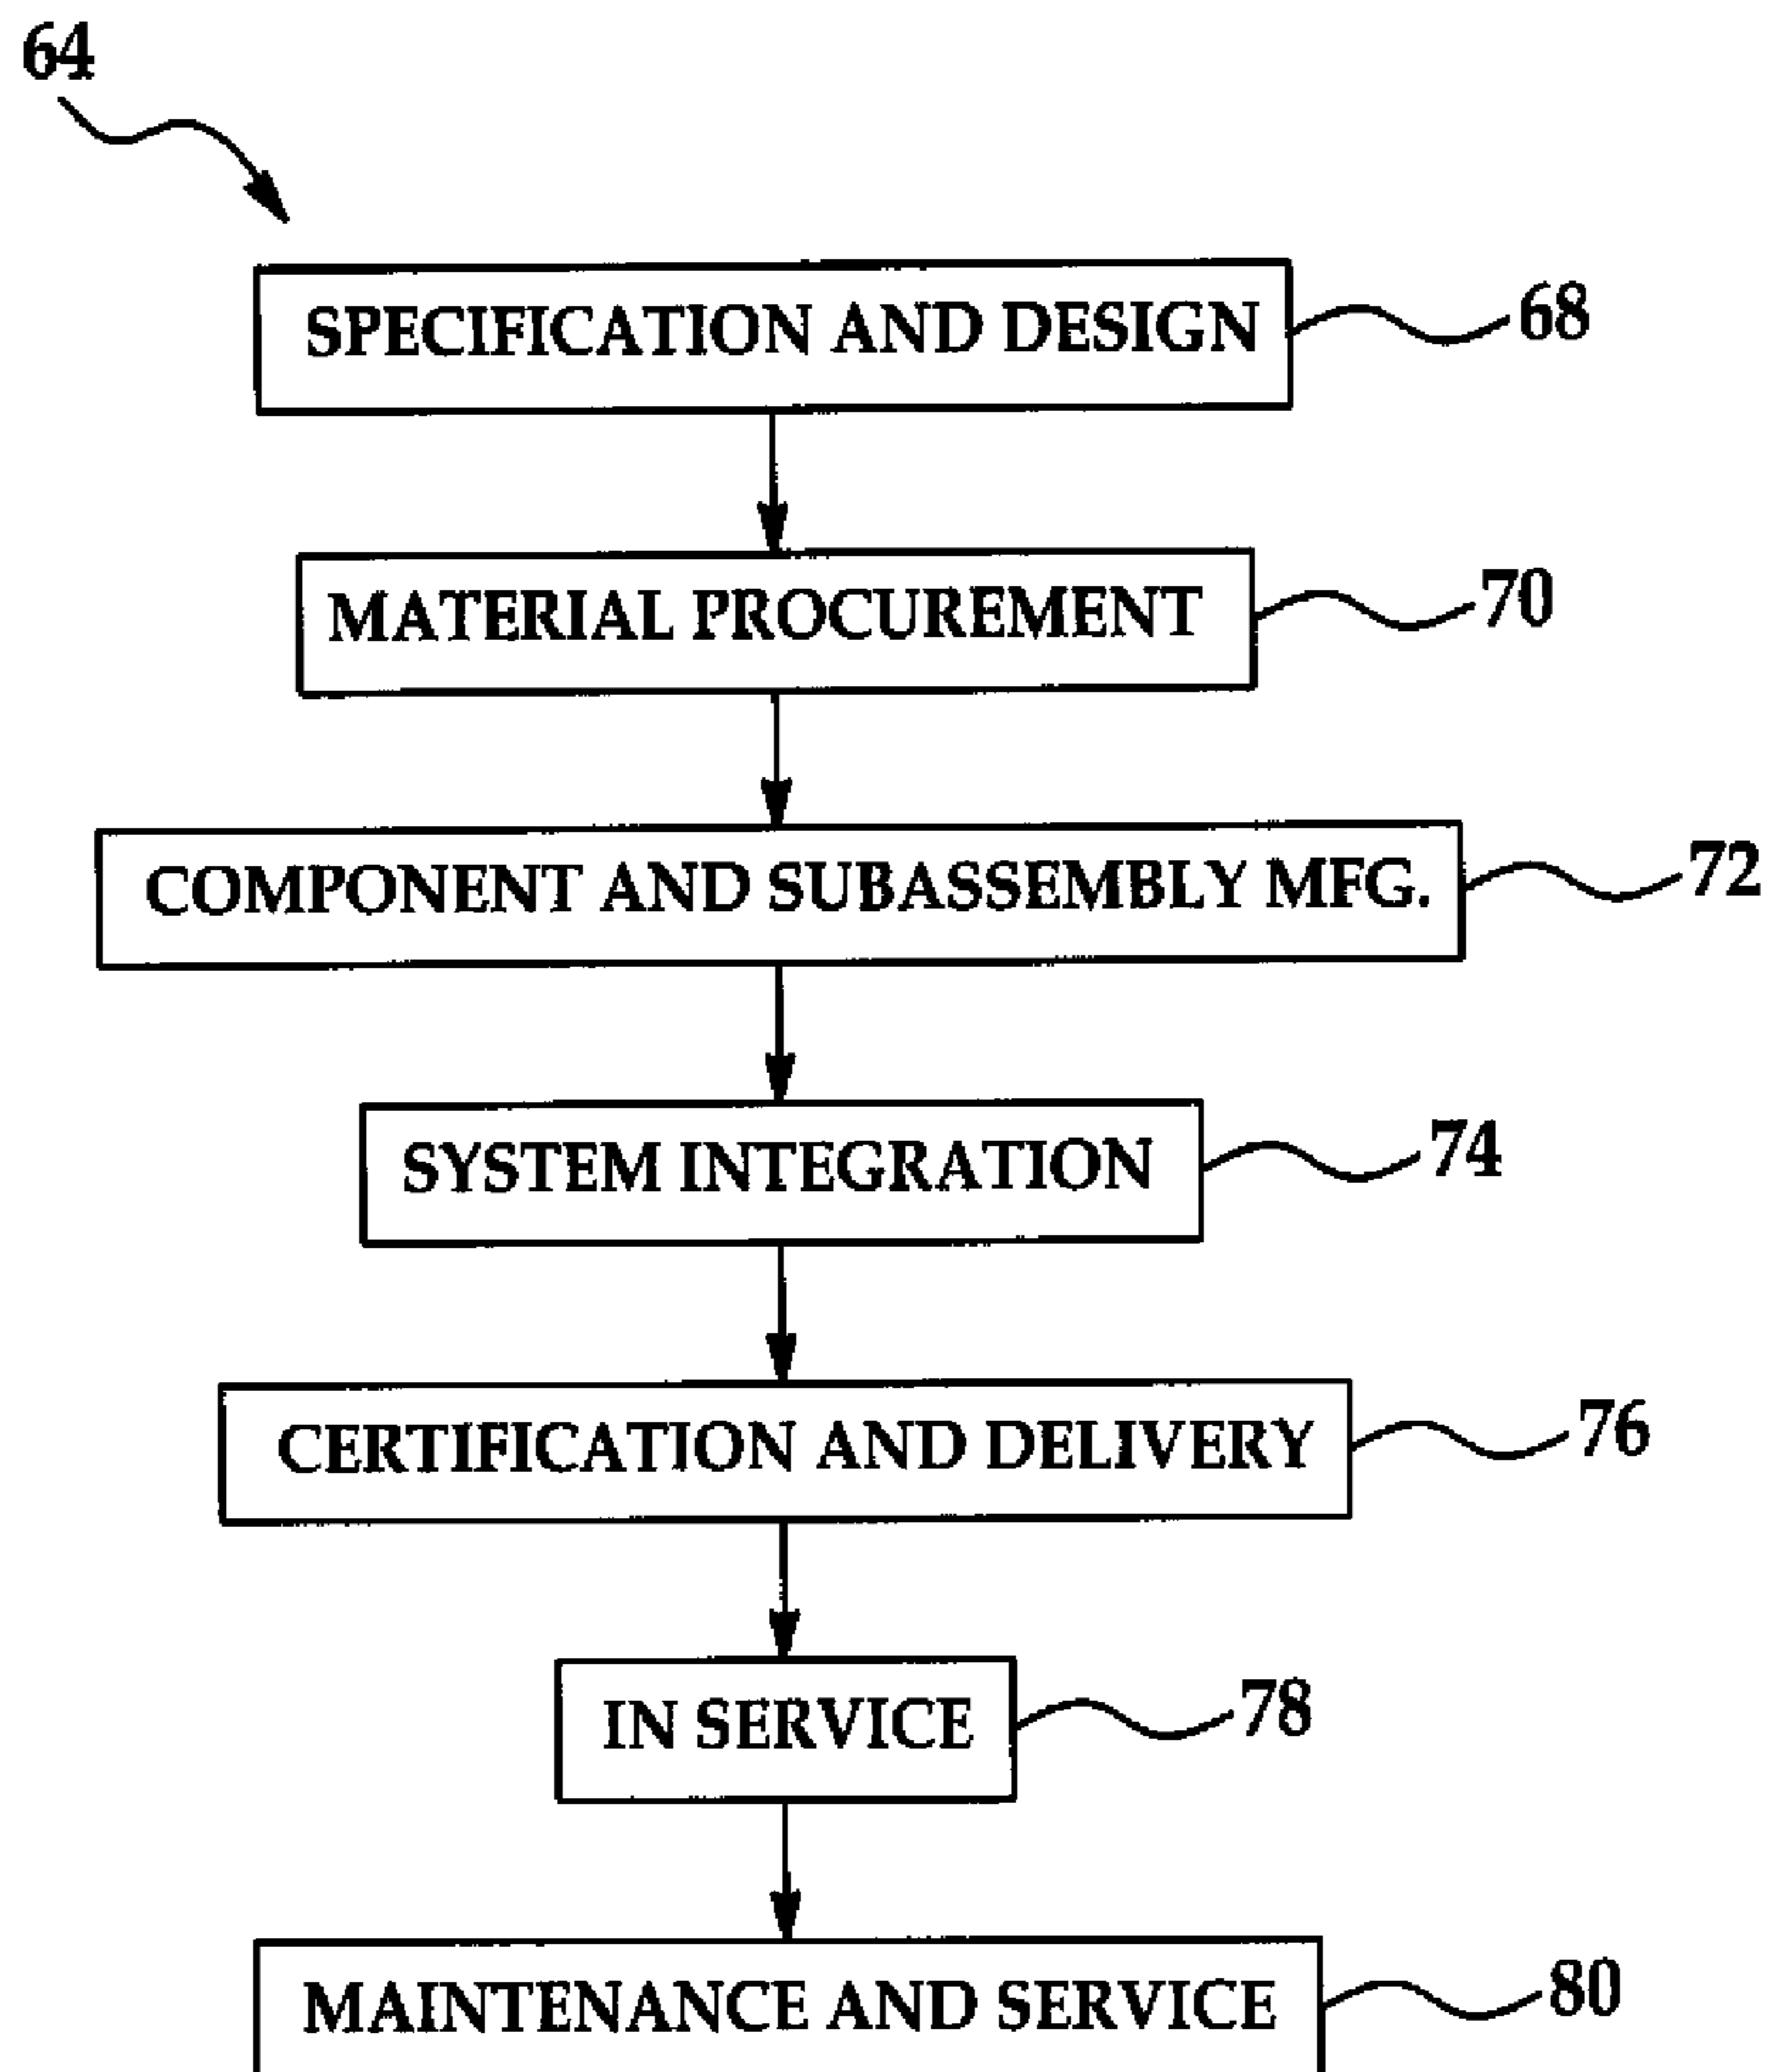 64
SPECIFICATION AND DESIGN 68
MATERIAL PROCUREMENT 70
COMPONENT AND SUBASSEMBLY MFG. 72
SYSTEM INTEGRATION 74
CERTIFICATION AND DELIVERY 76
IN SERVICE 78
MAINTENANCE AND SERVICE 80